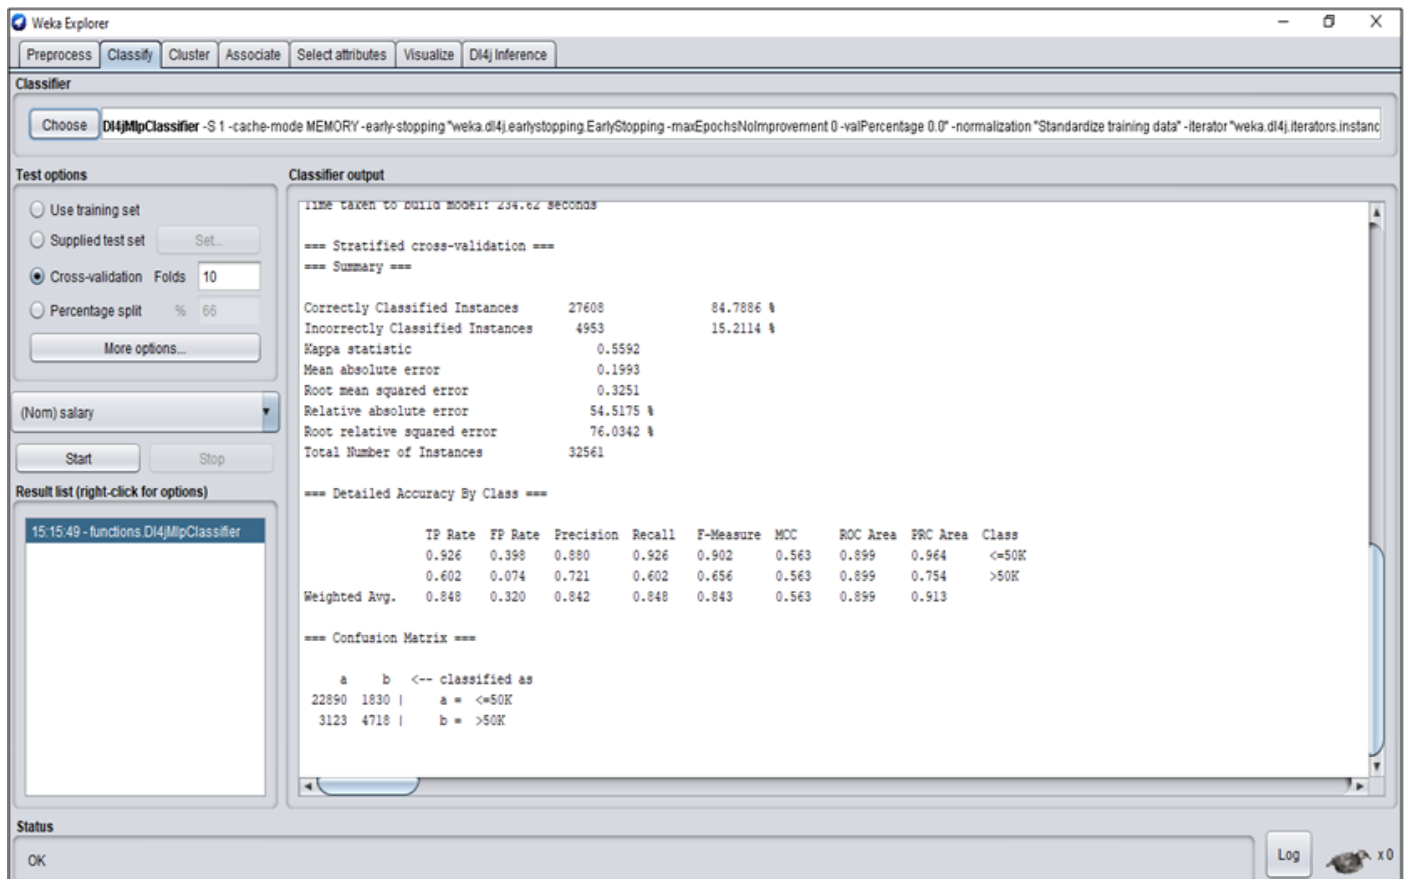 Weka Explorer
Preprocess Classify Cluster Associate Select attributes Visualize Dl4j Inference
Classifier
Choose Dl4jMlpClassifier -S 1 -cache-mode MEMORY -early-stopping "weka.dl4j.earlystopping.EarlyStopping -maxEpochsNoImprovement 0 -valPercentage 0.0" -normalization "Standardize training data" -iterator "weka.dl4j.iterators.instanc
Test options
Use training set
Supplied test set Set...
Cross-validation Folds 10
Percentage split % 66
More options...
(Nom) salary
Start Stop
Result list (right-click for options)
15:15:49 - functions.Dl4jMlpClassifier
Classifier output
Time taken to build model: 234.62 seconds
=== Stratified cross-validation ===
=== Summary ===
Correctly Classified Instances 27608 84.7886 %
Incorrectly Classified Instances 4953 15.2114 %
Kappa statistic 0.5592
Mean absolute error 0.1993
Root mean squared error 0.3251
Relative absolute error 54.5175 %
Root relative squared error 76.0342 %
Total Number of Instances 32561
=== Detailed Accuracy By Class ===
TP Rate FP Rate Precision Recall F-Measure MCC ROC Area PRC Area Class
0.926 0.398 0.880 0.926 0.902 0.563 0.899 0.964 <=50K
0.602 0.074 0.721 0.602 0.656 0.563 0.899 0.754 >50K
Weighted Avg. 0.848 0.320 0.842 0.848 0.843 0.563 0.899 0.913
=== Confusion Matrix ===
a b <-- classified as
22890 1830 | a = <=50K
3123 4718 | b = >50K
Status
OK
Log x 0